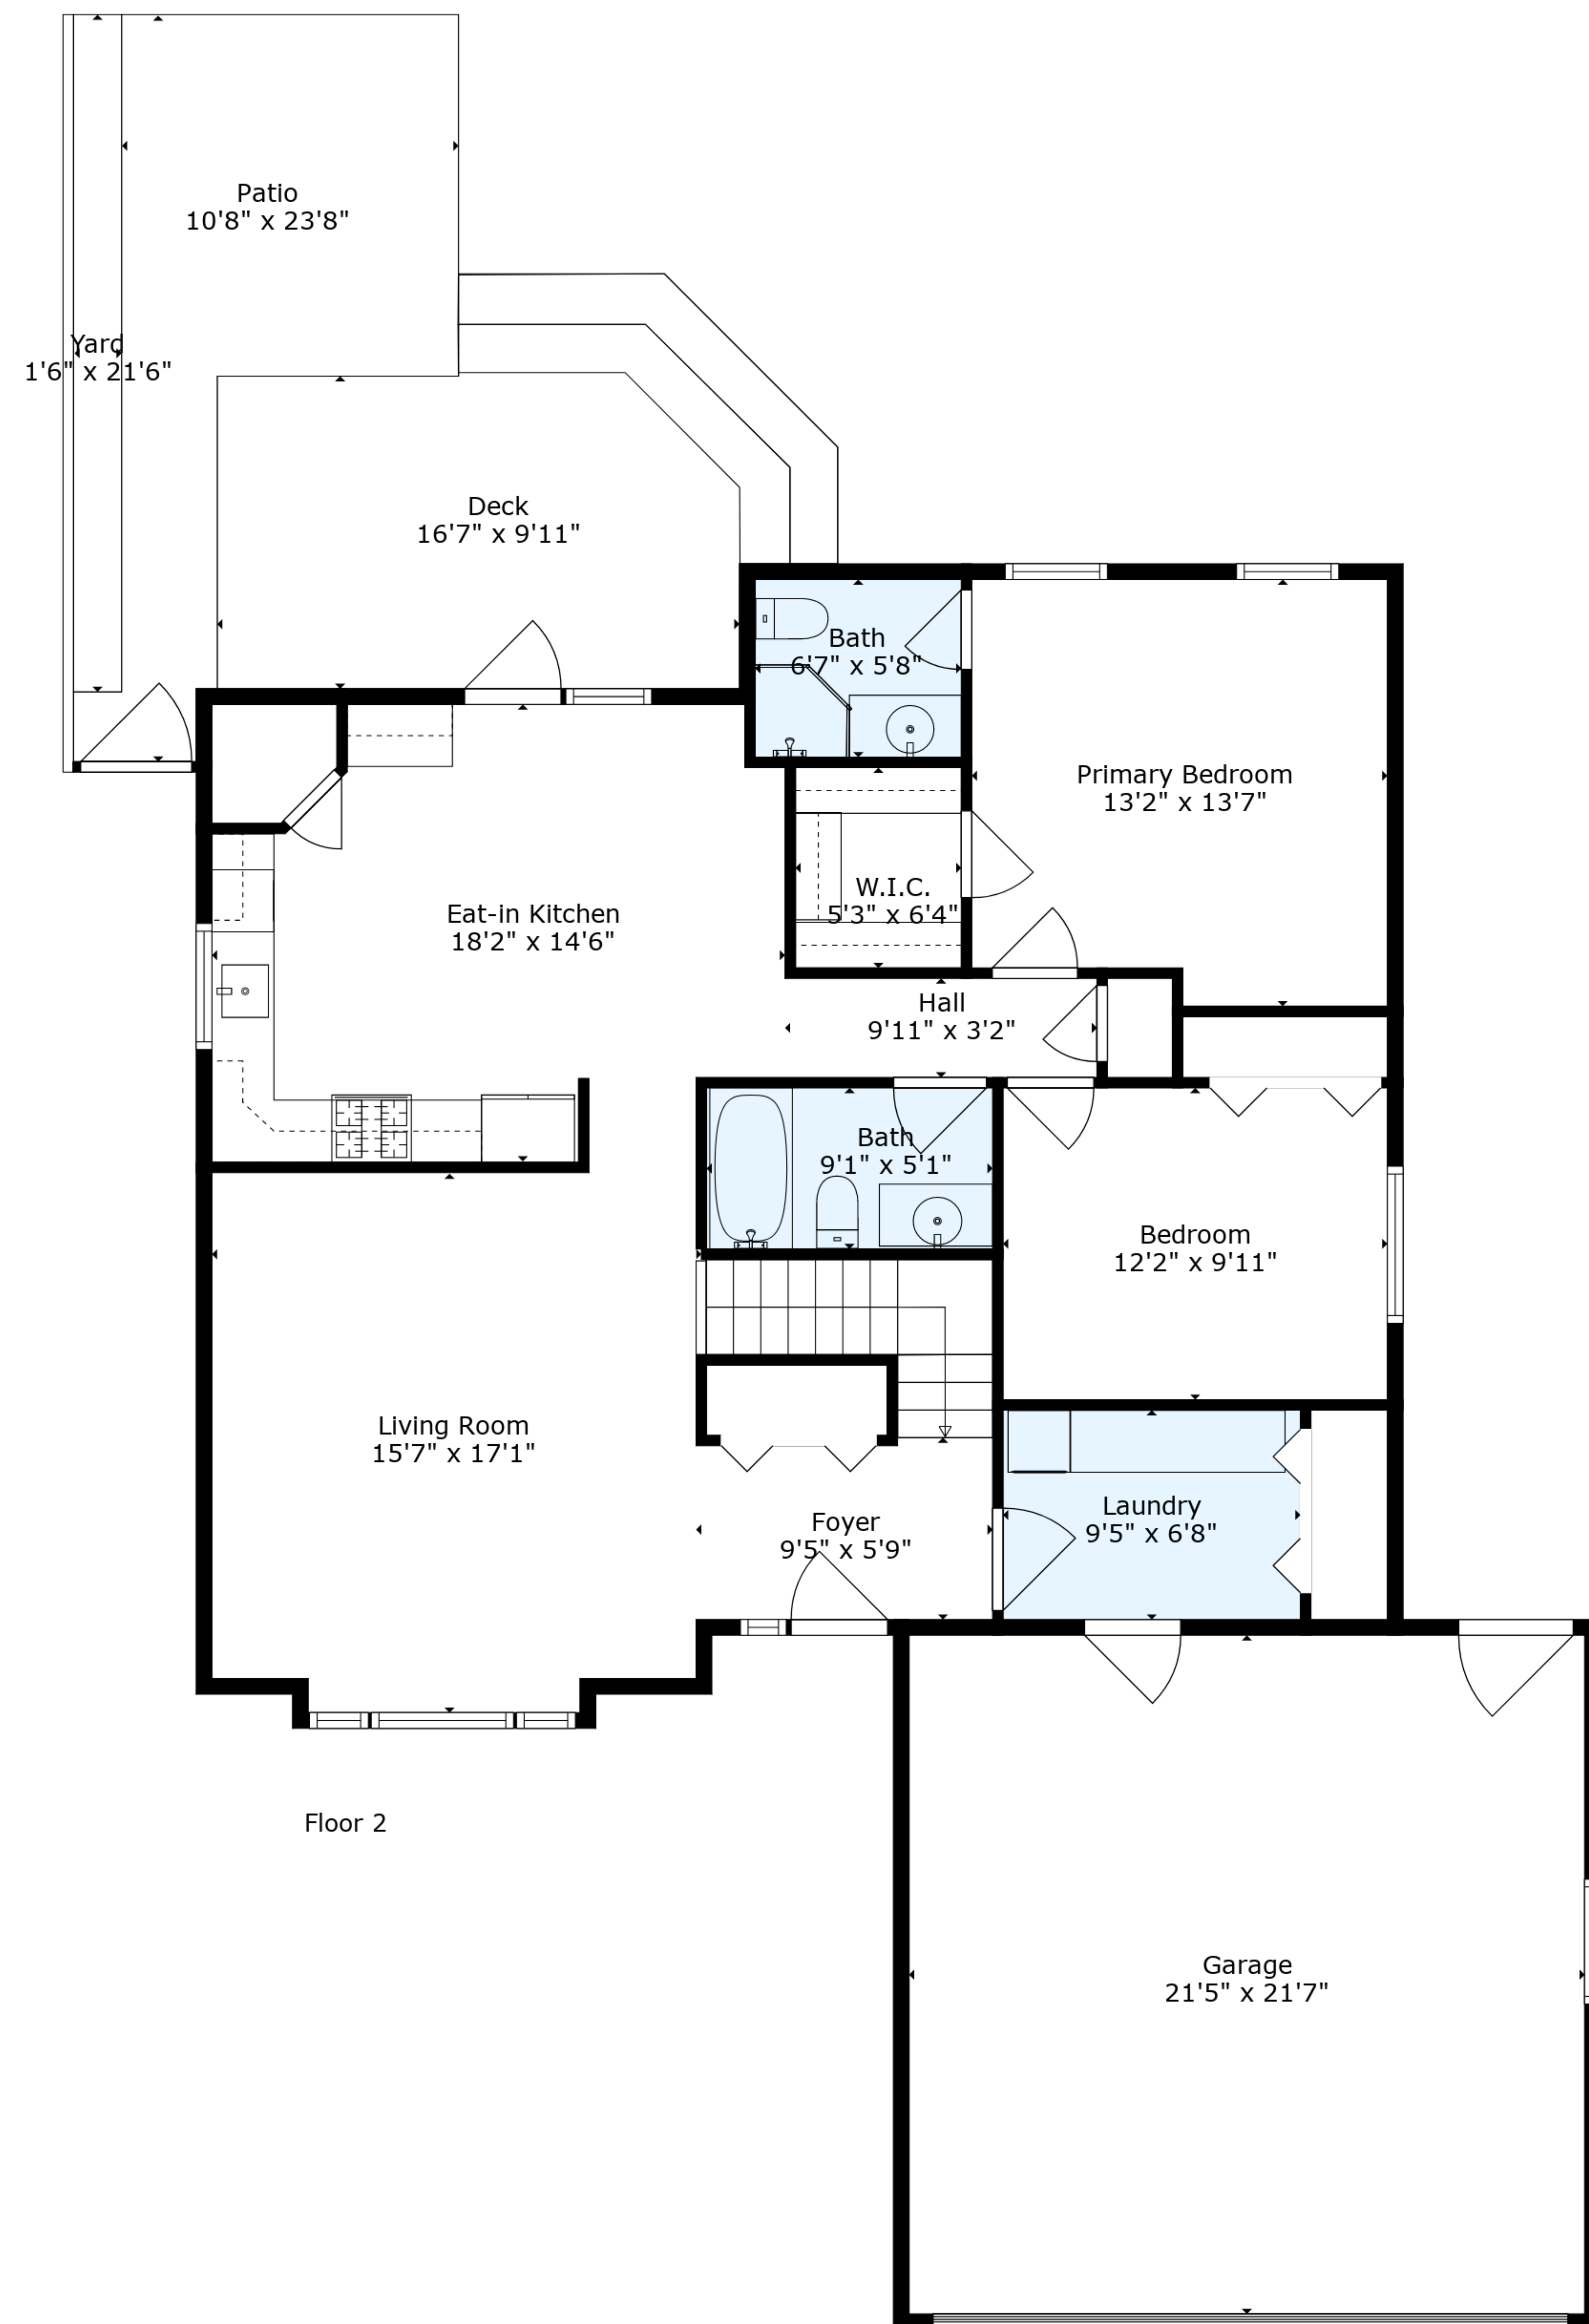 Patio
10'8" x 23'8"
Yard
1'6" x 21'6"
Deck
16'7" x 9'11"
Bath
6'7" x 5'8"
Primary Bedroom
13'2" x 13'7"
W.I.C.
5'3" x 6'4"
Eat-in Kitchen
18'2" x 14'6"
Hall
9'11" x 3'2"
Bath
9'1" x 5'1"
Bedroom
12'2" x 9'11"
Living Room
15'7" x 17'1"
Foyer
9'5" x 5'9"
Laundry
9'5" x 6'8"
Floor 2
Garage
21'5" x 21'7"